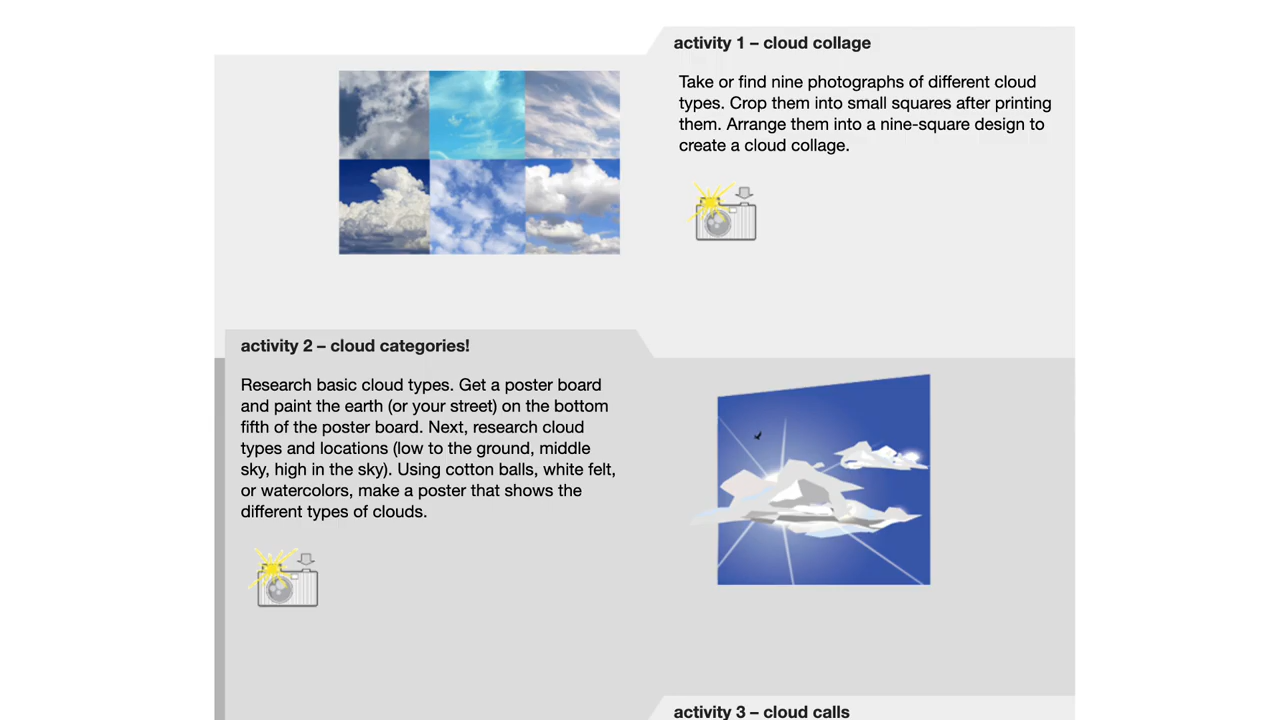 activity 1 – cloud collage
Take or find nine photographs of different cloud
types. Crop them into small squares after printing
them. Arrange them into a nine-square design to
create a cloud collage.
activity 2 – cloud categories!
Research basic cloud types. Get a poster board
and paint the earth (or your street) on the bottom
fifth of the poster board. Next, research cloud
types and locations (low to the ground, middle
sky, high in the sky). Using cotton balls, white felt,
or watercolors, make a poster that shows the
different types of clouds.
activity 3 – cloud calls